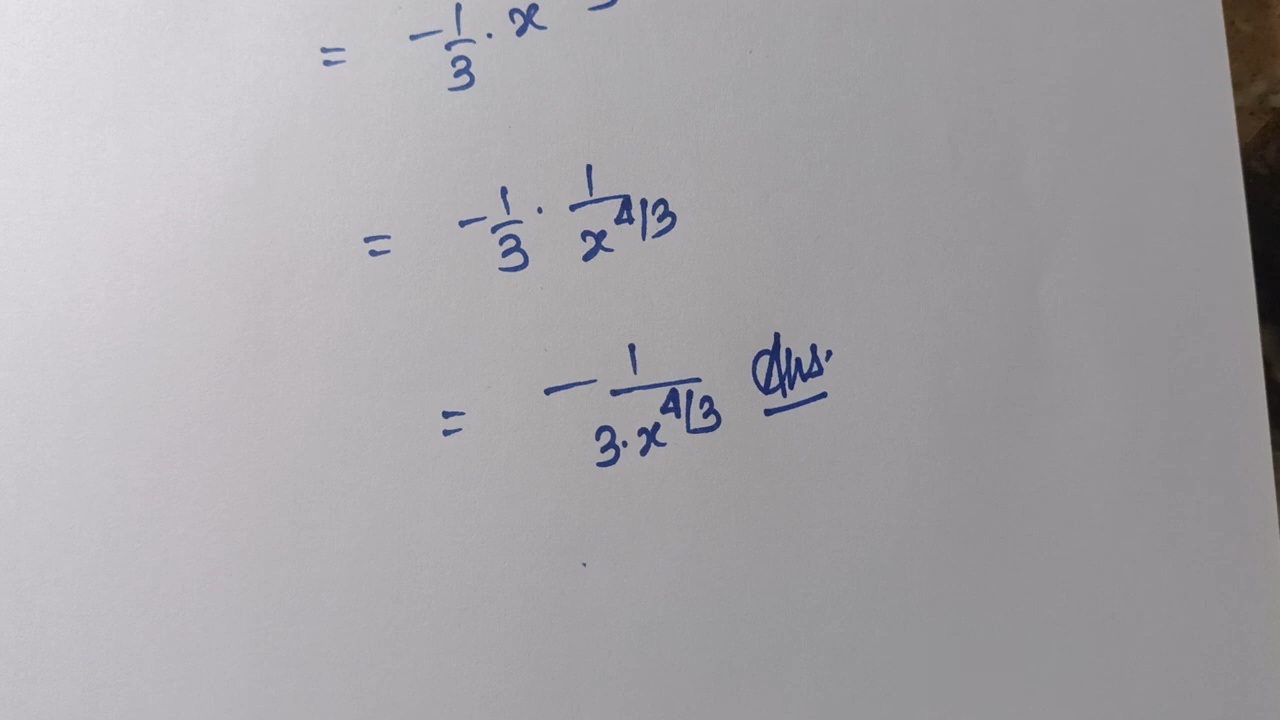 = -1/3 · x
= -1/3 · 1/x^4/3
= - 1/3·x^4/3 Ans.